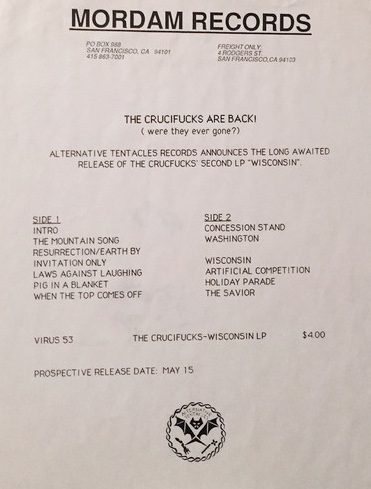 MORDAM RECORDS
PO BOX 988
SAN FRANCISCO, CA 94101
415 863-7001
FREIGHT ONLY:
4 RODGERS ST.
SAN FRANCISCO,CA 94103
THE CRUCIFUCKS ARE BACK!
( were they ever gone?)
ALTERNATIVE TENTACLES RECORDS ANNOUNCES THE LONG AWAITED
RELEASE OF THE CRUCFUCKS' SECOND LP "WISCONSIN".
SIDE 1
INTRO
THE MOUNTAIN SONG
RESURRECTION/EARTH BY
INVITATION ONLY
LAWS AGAINST LAUGHING
PIG IN A BLANKET
WHEN THE TOP COMES OFF
SIDE 2
CONCESSION STAND
WASHINGTON
WISCONSIN
ARTIFICIAL COMPETITION
HOLIDAY PARADE
THE SAVIOR
VIRUS 53 THE CRUCIFUCKS-WISCONSIN LP $4.00
PROSPECTIVE RELEASE DATE: MAY 15